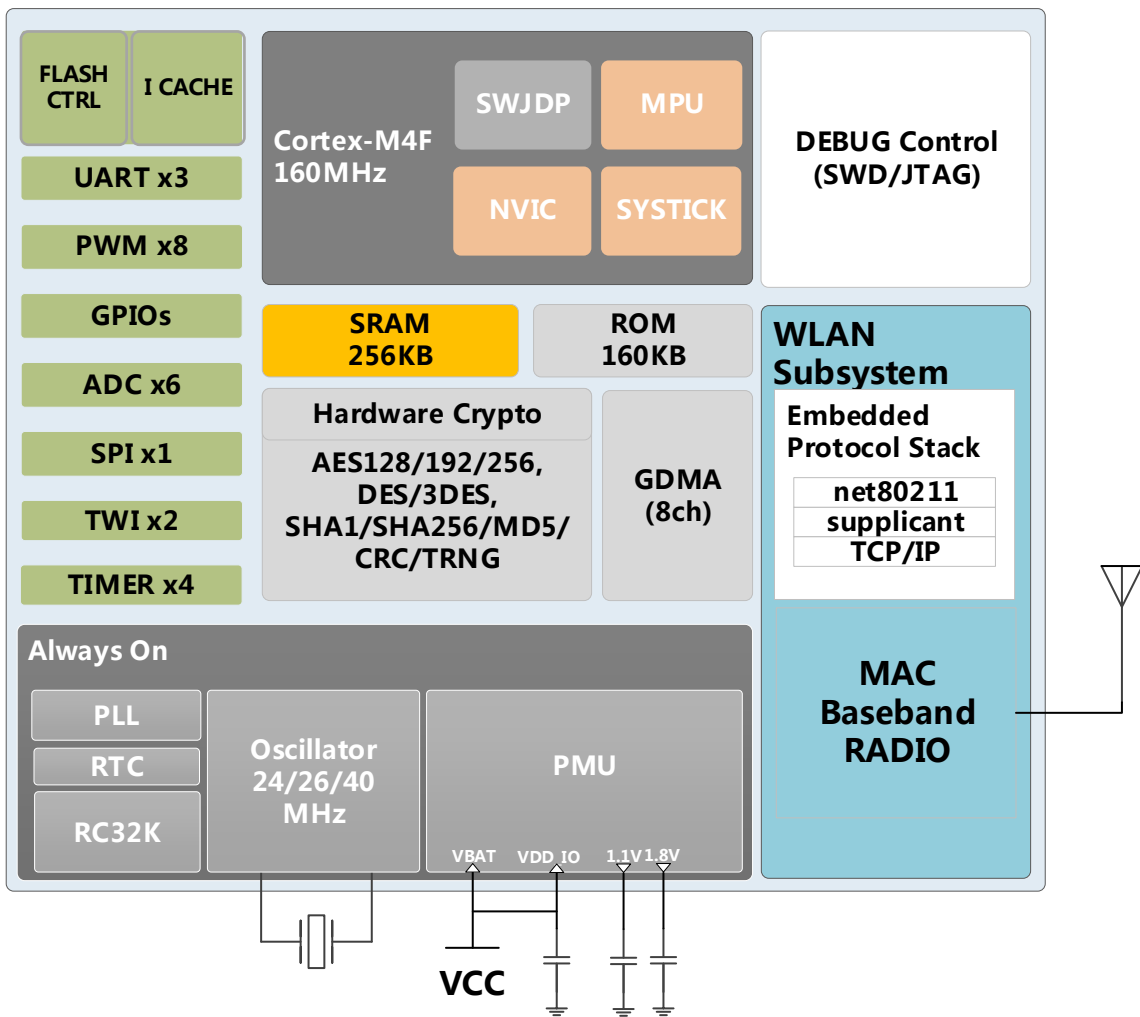 FLASH
CTRL
I CACHE
UART x3
PWM x8
GPIOs
ADC x6
SPI x1
TWI x2
TIMER x4
Cortex-M4F
160MHz
SWJDP
MPU
NVIC
SYSTICK
DEBUG Control
(SWD/JTAG)
SRAM
256KB
ROM
160KB
Hardware Crypto
AES128/192/256,
DES/3DES,
SHA1/SHA256/MD5/
CRC/TRNG
GDMA
(8ch)
WLAN
Subsystem
Embedded
Protocol Stack
net80211
supplicant
TCP/IP
MAC
Baseband
RADIO
Always On
PLL
RTC
RC32K
Oscillator
24/26/40
MHz
PMU
VBAT
VDD_IO
1.1V
1.8V
VCC